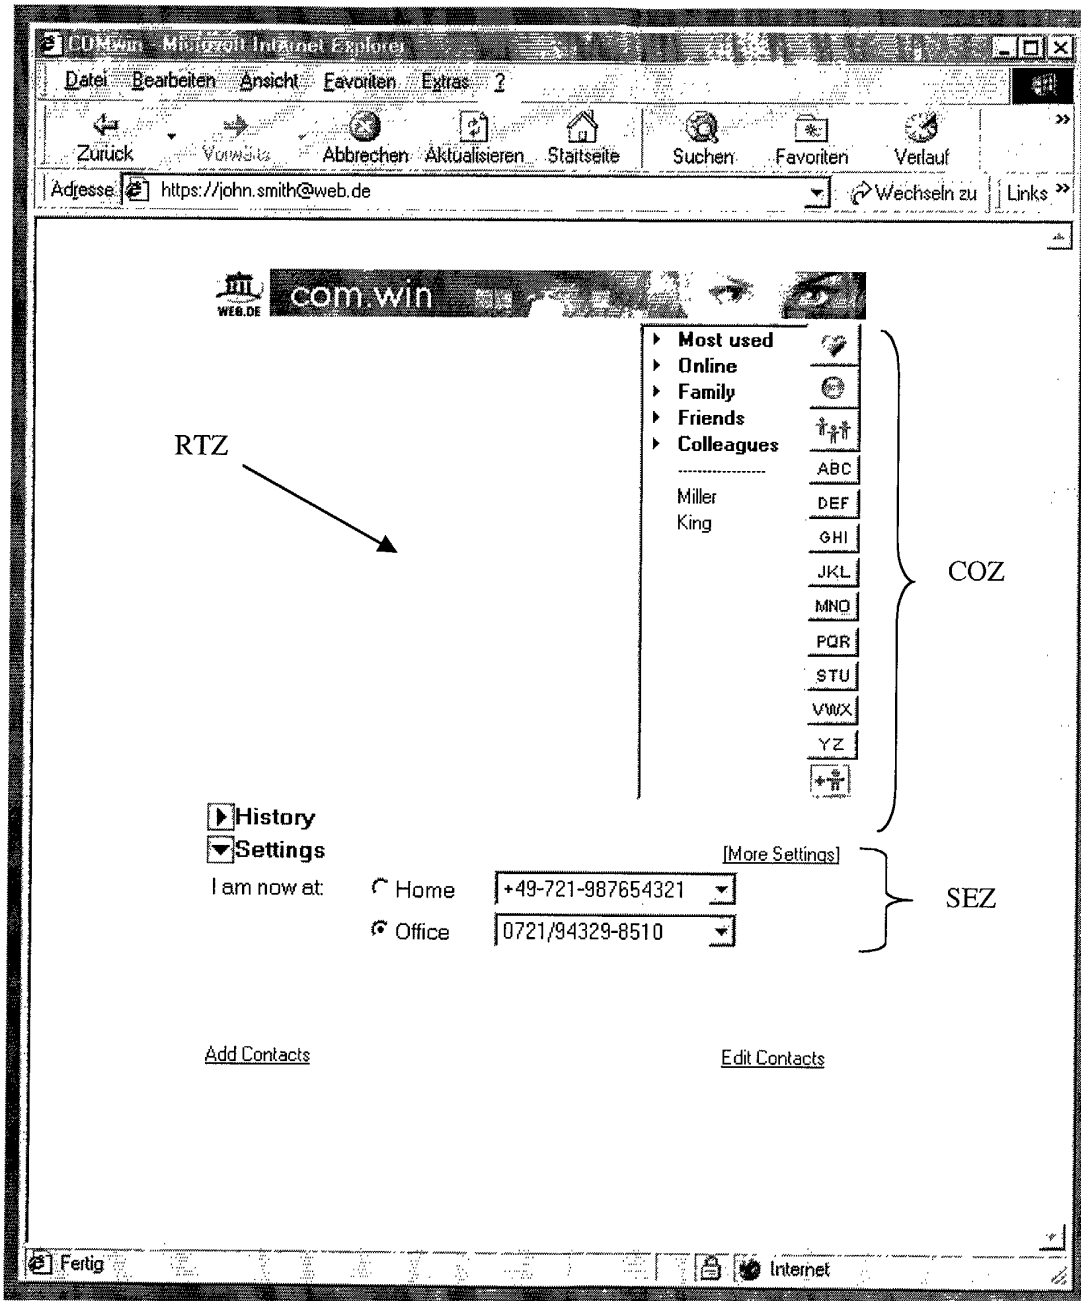 COMwin - Microsoft Internet Explorer
Datei Bearbeiten Ansicht Favoriten Extras ?
Zurück Vorwärts Abbrechen Aktualisieren Startseite Suchen Favoriten Verlauf »
Adresse https://john.smith@web.de Wechseln zu Links »
WEB.DE com.win
Most used
Online
Family
Friends
Colleagues
---------------
Miller
King
ABC
DEF
GHI
JKL
MNO
PQR
STU
VWX
YZ
RTZ
COZ
History
Settings [More Settings]
I am now at: Home +49-721-987654321
Office 0721/94329-8510
SEZ
Add Contacts Edit Contacts
Fertig Internet